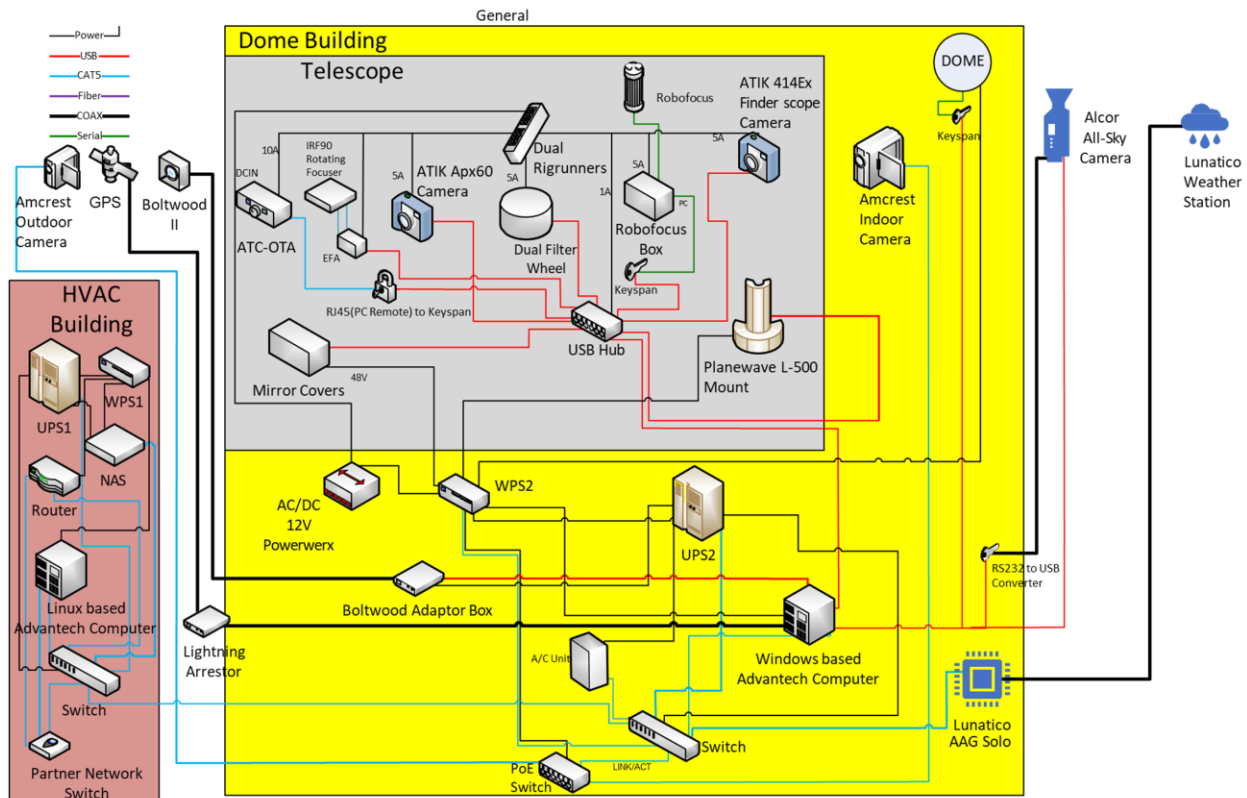 General
Power
USB
CAT5
Fiber
COAX
Serial
Amcrest
Outdoor
Camera
GPS
Boltwood
II
Dome Building
Telescope
10A
DCIN
ATC-OTA
IRF90
Rotating
Focuser
EFA
5A
ATIK Apx60
Camera
RJ45(PC Remote) to Keyspan
Dual
Rigrunners
5A
Dual Filter
Wheel
1A
Robofocus
5A
PC
Robofocus
Box
Keyspan
5A
ATIK 414Ex
Finder scope
Camera
USB Hub
Mirror Covers
48V
Planewave L-500
Mount
DOME
Keyspan
Amcrest
Indoor
Camera
Alcor
All-Sky
Camera
Lunatico
Weather
Station
HVAC
Building
UPS1
WPS1
NAS
Router
Linux based
Advantech Computer
Switch
Partner Network
Switch
Lightning
Arrestor
AC/DC
12V
Powerwerx
WPS2
UPS2
Boltwood Adaptor Box
A/C Unit
Windows based
Advantech Computer
RS232 to USB
Converter
Switch
LINK/ACT
PoE
Switch
Lunatico
AAG Solo